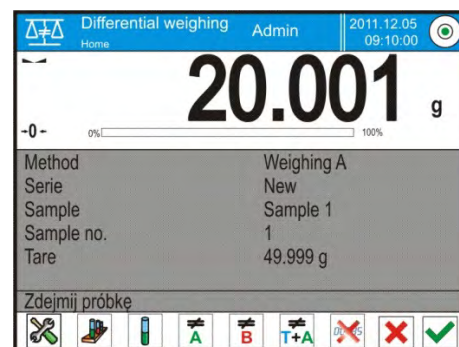 Differential weighing Admin 2011.12.05
Home 09:10:00
20.001 g
-0- 0% 100%
Method Weighing A
Serie New
Sample Sample 1
Sample no. 1
Tare 49.999 g
Zdejmij próbkę
A B T+A